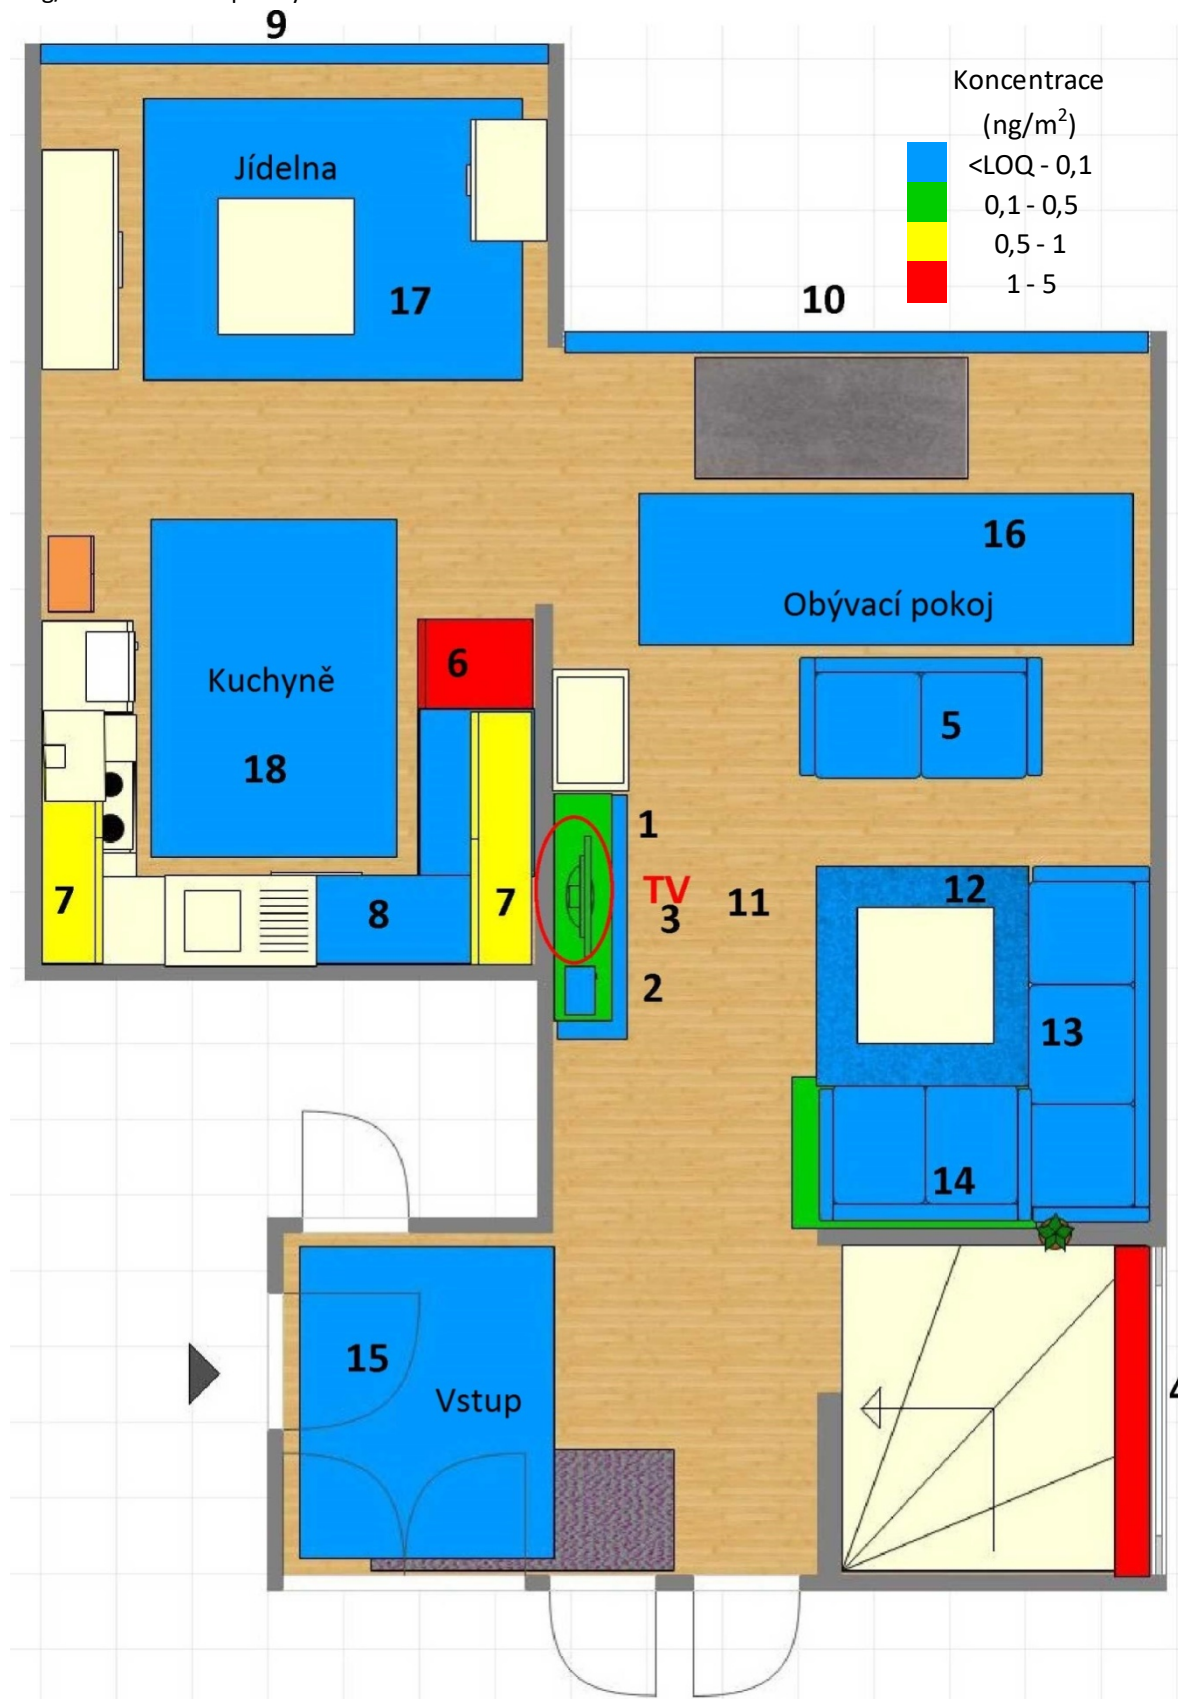 9
Koncentrace
(ng/m²)
<LOQ - 0,1
0,1 - 0,5
0,5 - 1
1 - 5
Jídelna
17
10
16
Obývací pokoj
6
Kuchyně
5
18
1
7
8
7
TV
3
11
12
2
13
14
15
Vstup
4